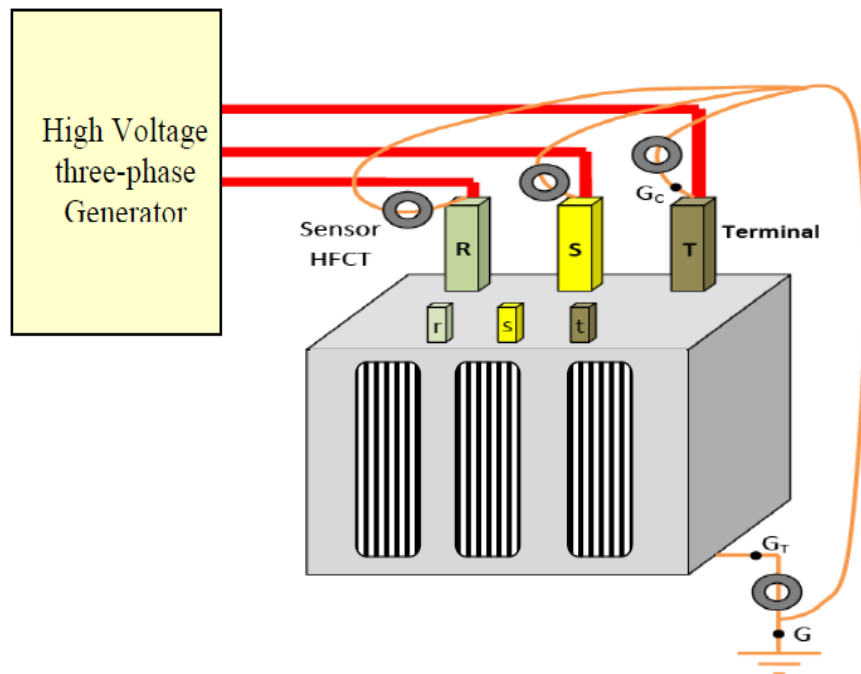 High Voltage
three-phase
Generator
Sensor
HFCT
G_C
Terminal
R
S
T
r
s
t
G_T
G